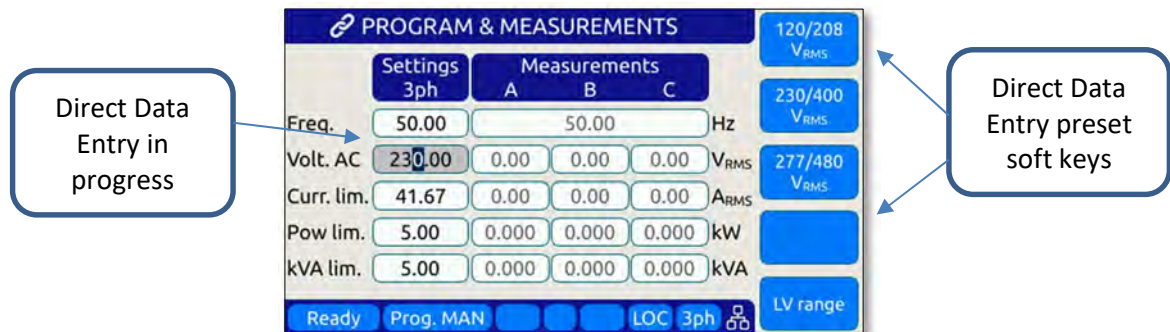 PROGRAM & MEASUREMENTS
Settings
3ph
Measurements
A B C
Freq. 50.00 50.00 Hz
Volt. AC 230.00 0.00 0.00 0.00 VRMS
Curr. lim. 41.67 0.00 0.00 0.00 ARMS
Pow lim. 5.00 0.000 0.000 0.000 kW
kVA lim. 5.00 0.000 0.000 0.000 kVA
Ready Prog. MAN LOC 3ph
120/208
VRMS
230/400
VRMS
277/480
VRMS
LV range
Direct Data
Entry in
progress
Direct Data
Entry preset
soft keys